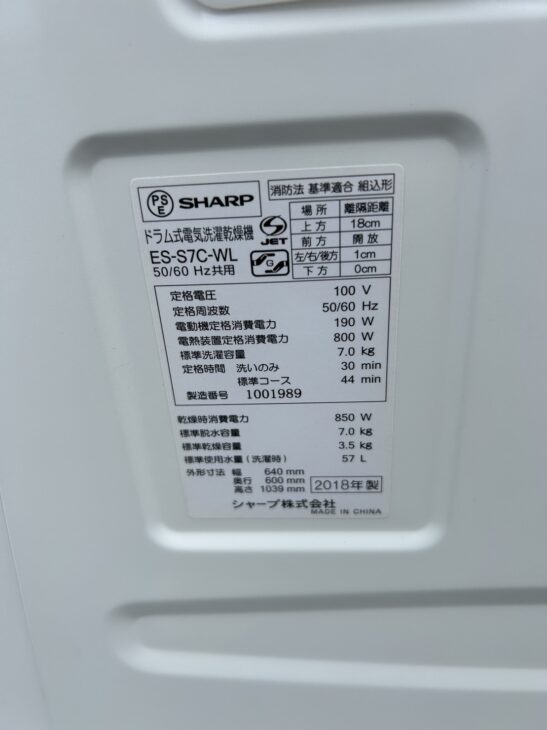 PS
E
SHARP
消防法 基準適合 組込形
ドラム式電気洗濯乾燥機
ES-S7C-WL
50/60 Hz共用
S
JET
G
場所 離隔距離
上方 18cm
前方 開放
左/右/後方 1cm
下方 0cm
定格電圧 100 V
定格周波数 50/60 Hz
電動機定格消費電力 190 W
電熱装置定格消費電力 800 W
標準洗濯容量 7.0 kg
定格時間 洗いのみ 30 min
標準コース 44 min
製造番号 1001989
乾燥時消費電力 850 W
標準脱水容量 7.0 kg
標準乾燥容量 3.5 kg
標準使用水量(洗濯時) 57 L
外形寸法 幅 640 mm
奥行 600 mm
高さ 1039 mm
2018年製
シャープ株式会社
MADE IN CHINA